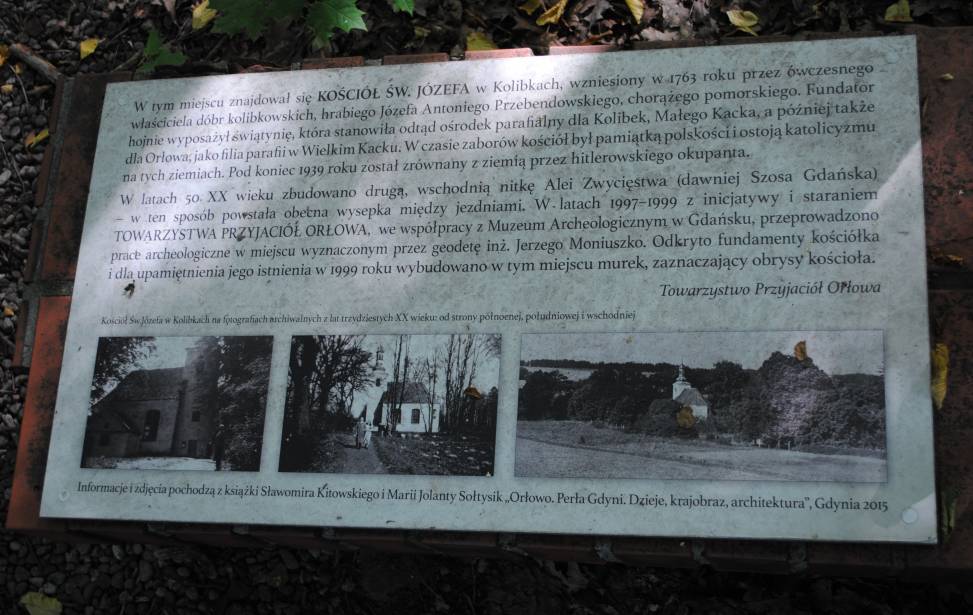 W tym miejscu znajdował się KOŚCIÓŁ ŚW. JÓZEFA w Kolibkach, wzniesiony w 1763 roku przez ówczesnego
właściciela dóbr kolibkowskich, hrabiego Józefa Antoniego Przebendowskiego, chorążego pomorskiego. Fundator
hojnie wyposażył świątynię, która stanowiła odtąd ośrodek parafialny dla Kolibek, Małego Kacka, a później także
dla Orłowa, jako filia parafii w Wielkim Kacku. W czasie zaborów kościół był pamiątką polskości i ostoją katolicyzmu
na tych ziemiach. Pod koniec 1939 roku został zrównany z ziemią przez hitlerowskiego okupanta.
W latach 50. XX wieku zbudowano drugą, wschodnią nitkę Alei Zwycięstwa (dawniej Szosa Gdańska)
– w ten sposób powstała obecna wysepka między jezdniami. W latach 1997–1999 z inicjatywy i staraniem
TOWARZYSTWA PRZYJACIÓŁ ORŁOWA, we współpracy z Muzeum Archeologicznym w Gdańsku, przeprowadzono
prace archeologiczne w miejscu wyznaczonym przez geodetę inż. Jerzego Moniuszko. Odkryto fundamenty kościółka
i dla upamiętnienia jego istnienia w 1999 roku wybudowano w tym miejscu murek, zaznaczający obrysy kościoła.
Towarzystwo Przyjaciół Orłowa
Kościół Św. Józefa w Kolibkach na fotografiach archiwalnych z lat trzydziestych XX wieku: od strony północnej, południowej i wschodniej
Informacje i zdjęcia pochodzą z książki Sławomira Kitowskiego i Marii Jolanty Sołtysik „Orłowo. Perła Gdyni. Dzieje, krajobraz, architektura”, Gdynia 2015